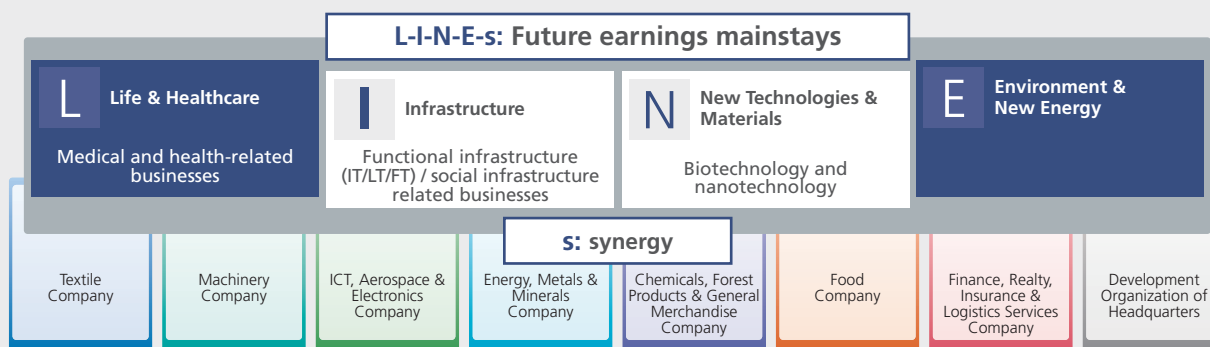 L-I-N-E-s: Future earnings mainstays
L
Life & Healthcare
Medical and health-related
businesses
I
Infrastructure
Functional infrastructure
(IT/LT/FT) / social infrastructure
related businesses
N
New Technologies &
Materials
Biotechnology and
nanotechnology
E
Environment &
New Energy
s: synergy
Textile
Company
Machinery
Company
ICT, Aerospace &
Electronics
Company
Energy, Metals &
Minerals
Company
Chemicals, Forest
Products & General
Merchandise
Company
Food
Company
Finance, Realty,
Insurance &
Logistics Services
Company
Development
Organization of
Headquarters